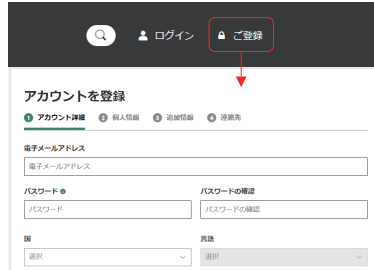 ログイン ご登録
アカウントを登録
1 アカウント詳細 2 個人情報 3 追加情報 4 連絡先
電子メールアドレス
電子メールアドレス
パスワード パスワードの確認
パスワード パスワードの確認
国 言語
選択 選択